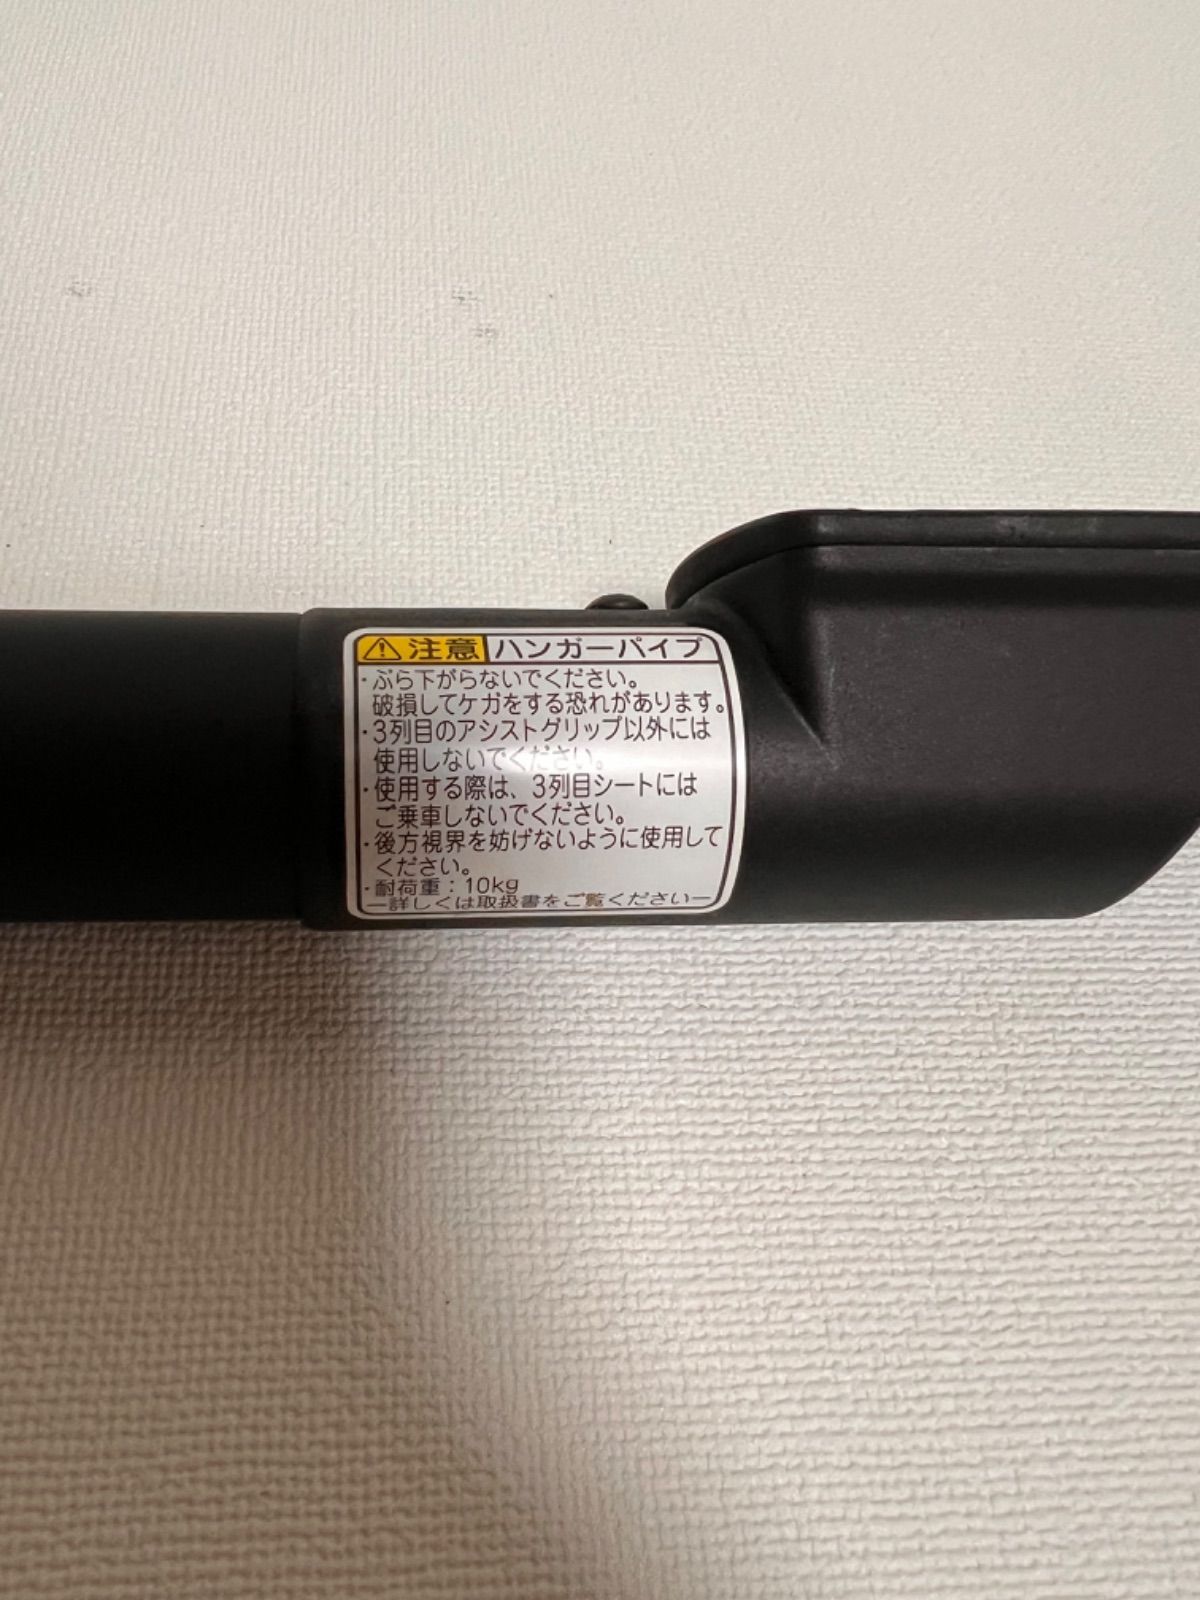 ⚠注意 ハンガーパイプ
・ぶら下がらないでください。
破損してケガをする恐れがあります。
・3列目のアシストグリップ以外には
使用しないでください。
・使用する際は、3列目シートには
ご乗車しないでください。
・後方視界を妨げないように使用して
ください。
・耐荷重：10kg
―詳しくは取扱書をご覧ください―